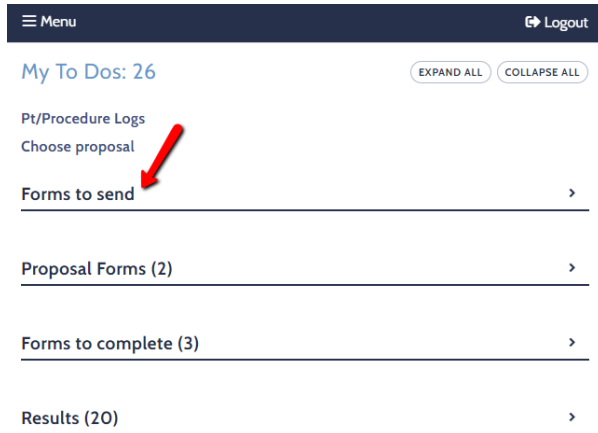 Menu
Logout
My To Dos: 26
EXPAND ALL
COLLAPSE ALL
Pt/Procedure Logs
Choose proposal
Forms to send
Proposal Forms (2)
Forms to complete (3)
Results (20)